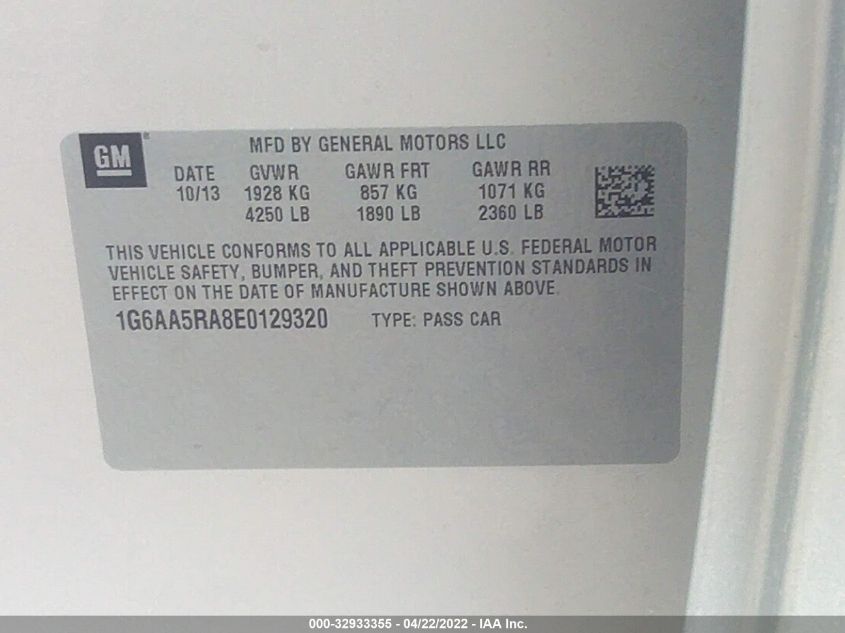 GM
MFD BY GENERAL MOTORS LLC
DATE GVWR GAWR FRT GAWR RR
10/13 1928 KG 857 KG 1071 KG
4250 LB 1890 LB 2360 LB
THIS VEHICLE CONFORMS TO ALL APPLICABLE U.S. FEDERAL MOTOR
VEHICLE SAFETY, BUMPER, AND THEFT PREVENTION STANDARDS IN
EFFECT ON THE DATE OF MANUFACTURE SHOWN ABOVE.
1G6AA5RA8E0129320 TYPE: PASS CAR
000-32933355 - 04/22/2022 - IAA Inc.